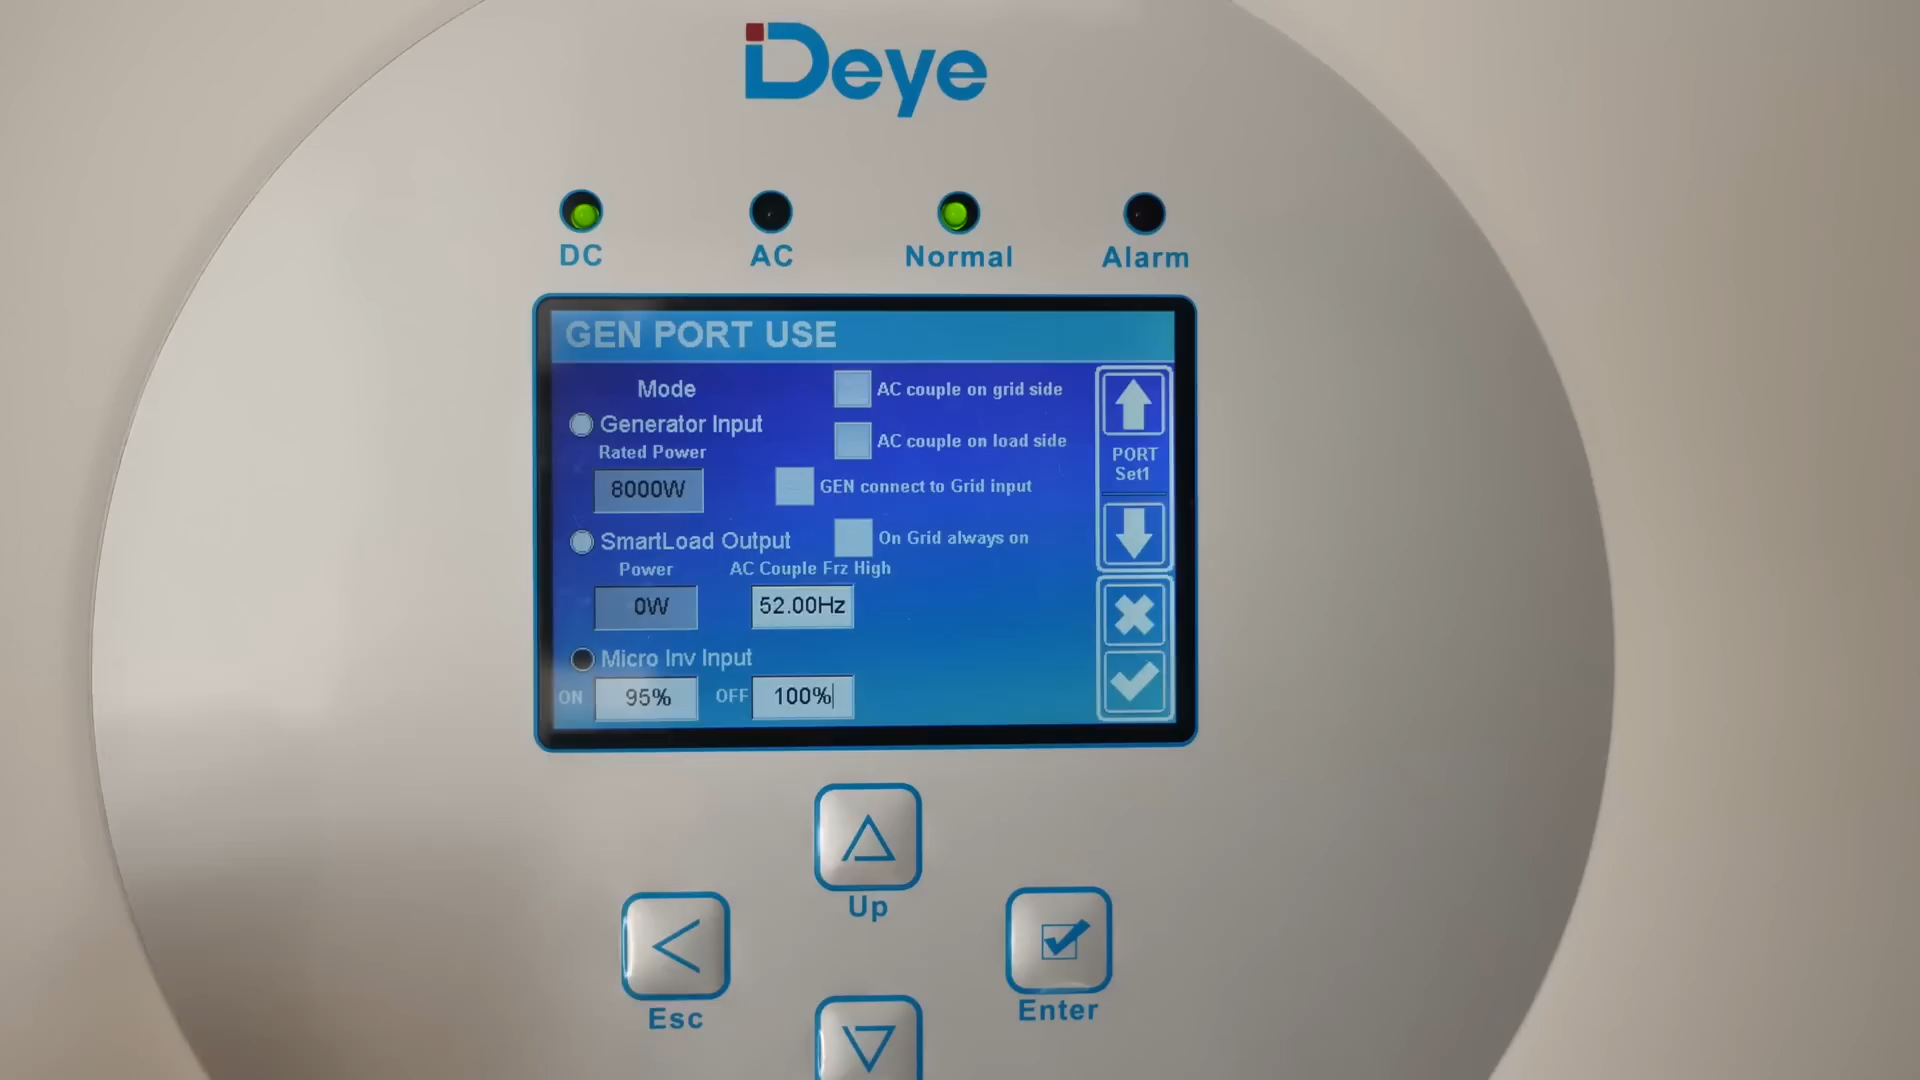 Deye
DC AC Normal Alarm
GEN PORT USE
Mode
AC couple on grid side
Generator Input
Rated Power
AC couple on load side
8000W
GEN connect to Grid input
PORT
Set1
SmartLoad Output
On Grid always on
Power
AC Couple Frz High
0W
52.00Hz
Micro Inv Input
ON 95% OFF 100%
Up
Esc
Enter